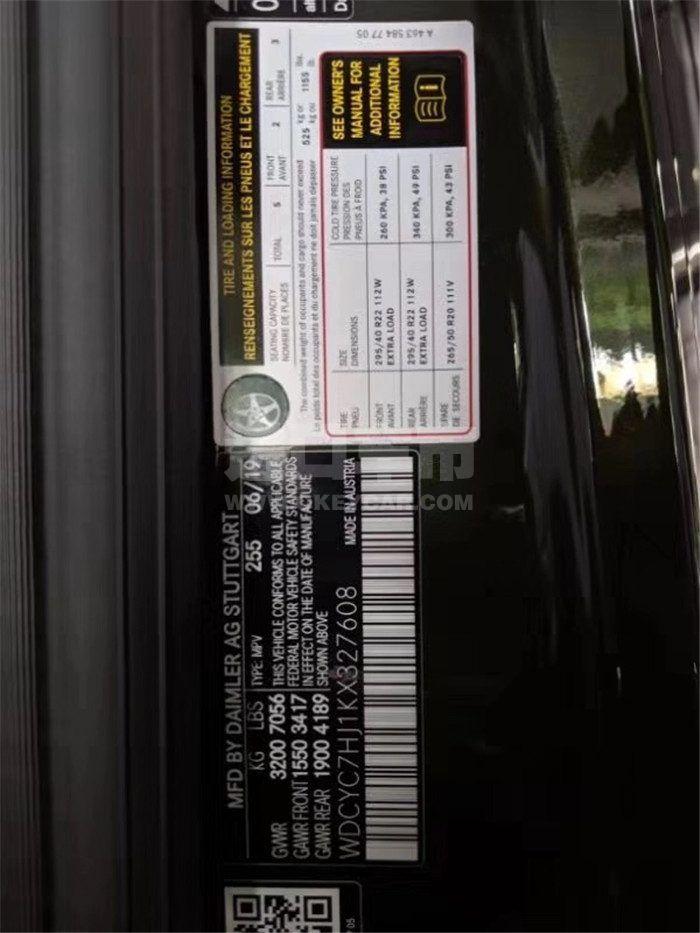 MFD BY DAIMLER AG STUTTGART
KG LBS TYPE: MPV 255 06/19
GVWR 3200 7056
GAWR FRONT 1550 3417
GAWR REAR 1900 4189
THIS VEHICLE CONFORMS TO ALL APPLICABLE
FEDERAL MOTOR VEHICLE SAFETY STANDARDS
IN EFFECT ON THE DATE OF MANUFACTURE
SHOWN ABOVE
WDCYC7HJ1KX327608 MADE IN AUSTRIA
TIRE AND LOADING INFORMATION
RENSEIGNEMENTS SUR LES PNEUS ET LE CHARGEMENT
SEATING CAPACITY
NOMBRE DE PLACES
TOTAL 5
FRONT
AVANT 2
REAR
ARRIÈRE 3
The combined weight of occupants and cargo should never exceed 525 kg or 1155 lbs.
Le poids total des occupants et du chargement ne doit jamais dépasser kg ou lb.
TIRE
PNEU
SIZE
DIMENSIONS
COLD TIRE PRESSURE
PRESSION DES
PNEUS À FROID
FRONT
AVANT
295/40 R22 112W
EXTRA LOAD
260 KPA, 38 PSI
REAR
ARRIÈRE
295/40 R22 112W
EXTRA LOAD
340 KPA, 49 PSI
SPARE
DE SECOURS
265/50 R20 111V
300 KPA, 43 PSI
SEE OWNER'S
MANUAL FOR
ADDITIONAL
INFORMATION
A 463 584 77 05